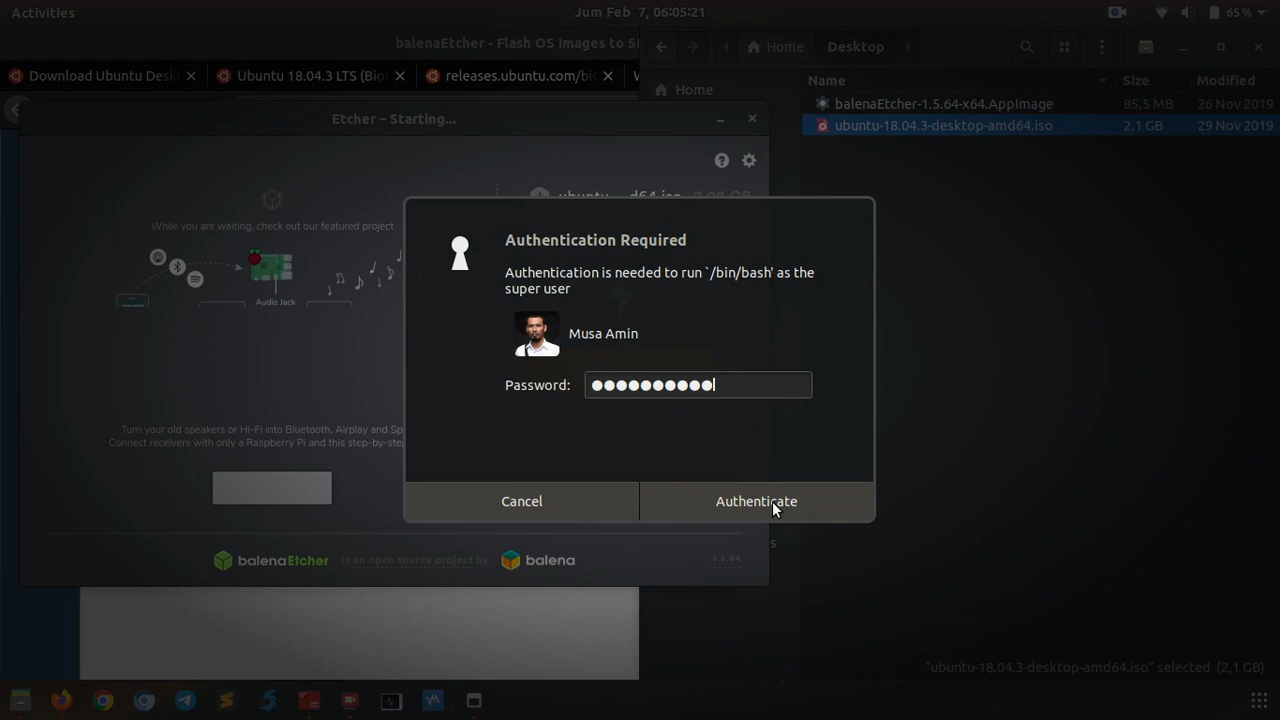 Activities
Jum Feb 7, 06:05:21
65 %
balenaEtcher - Flash OS images to S
Home
Desktop
Download Ubuntu Desk
Ubuntu 18.04.3 LTS (Bio
releases.ubuntu.com/bio
W
Home
Name
Size
Modified
balenaEtcher-1.5.64-x64.AppImage
85,5 MB
26 Nov 2019
ubuntu-18.04.3-desktop-amd64.iso
2,1 GB
29 Nov 2019
Etcher – Starting...
While you are waiting, check out our featured project
Audio Jack
Turn your old speakers or Hi-Fi into Bluetooth, Airplay and Sp
Connect receivers with only a Raspberry Pi and this step-by-step
Authentication Required
Authentication is needed to run `/bin/bash' as the
super user
Musa Amin
Password:
Cancel
Authenticate
balenaEtcher is an open source project by balena
1.5.64
"ubuntu-18.04.3-desktop-amd64.iso" selected (2,1 GB)